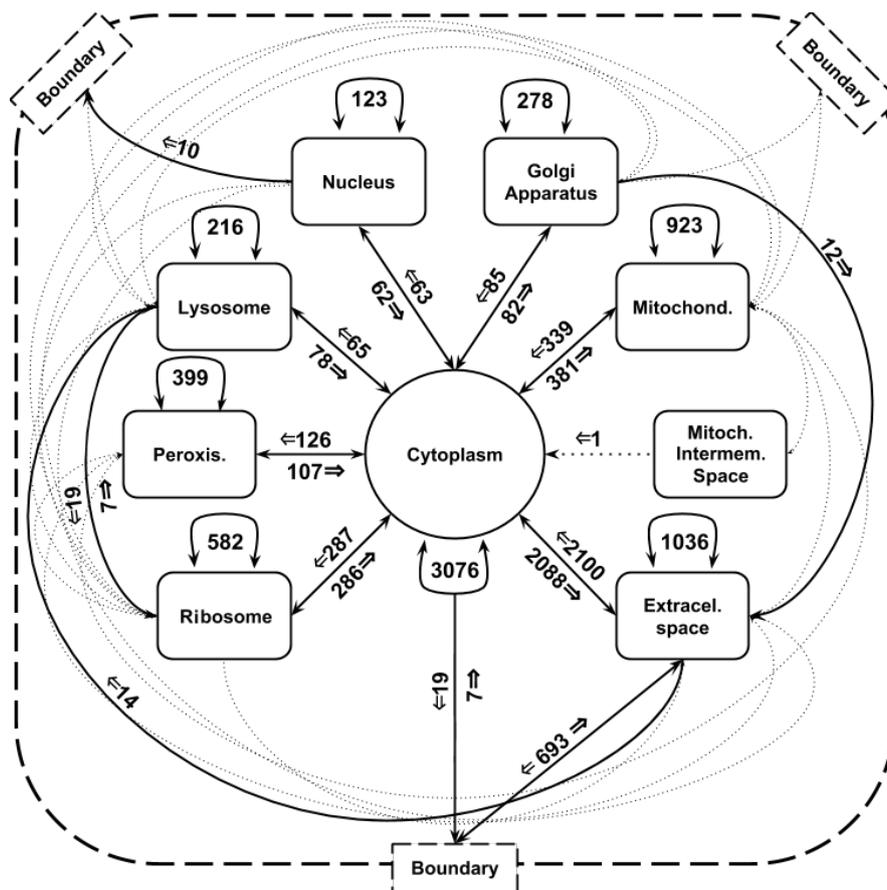 Boundary
Boundary
123
278
⇐10
Nucleus
Golgi
Apparatus
216
923
12⇒
⇐63
62⇒
⇐85
82⇒
Lysosome
Mitochond.
⇐65
78⇒
⇐339
381⇒
399
Peroxis.
⇐126
107⇒
Cytoplasm
⇐1
Mitoch.
Intermem.
Space
⇐19
7⇒
582
⇐287
286⇒
3076
⇐2100
2088⇒
1036
Ribosome
Extracel.
space
⇐14
⇐19
7⇒
⇐693⇒
Boundary